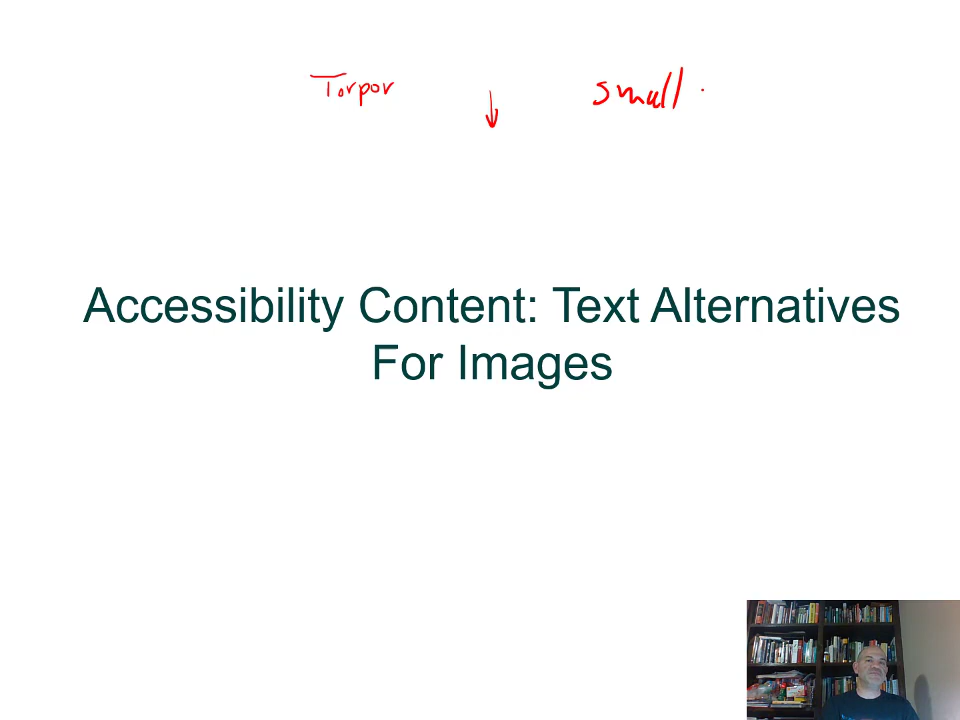 Torpor ↓ small
Accessibility Content: Text Alternatives
For Images